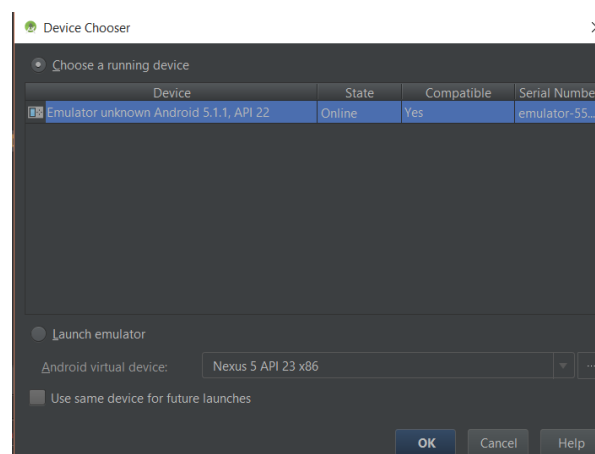 Device Chooser
Choose a running device
Device State Compatible Serial Numbe
Emulator unknown Android 5.1.1, API 22 Online Yes emulator-55...
Launch emulator
Android virtual device: Nexus 5 API 23 x86 ...
Use same device for future launches
OK Cancel Help